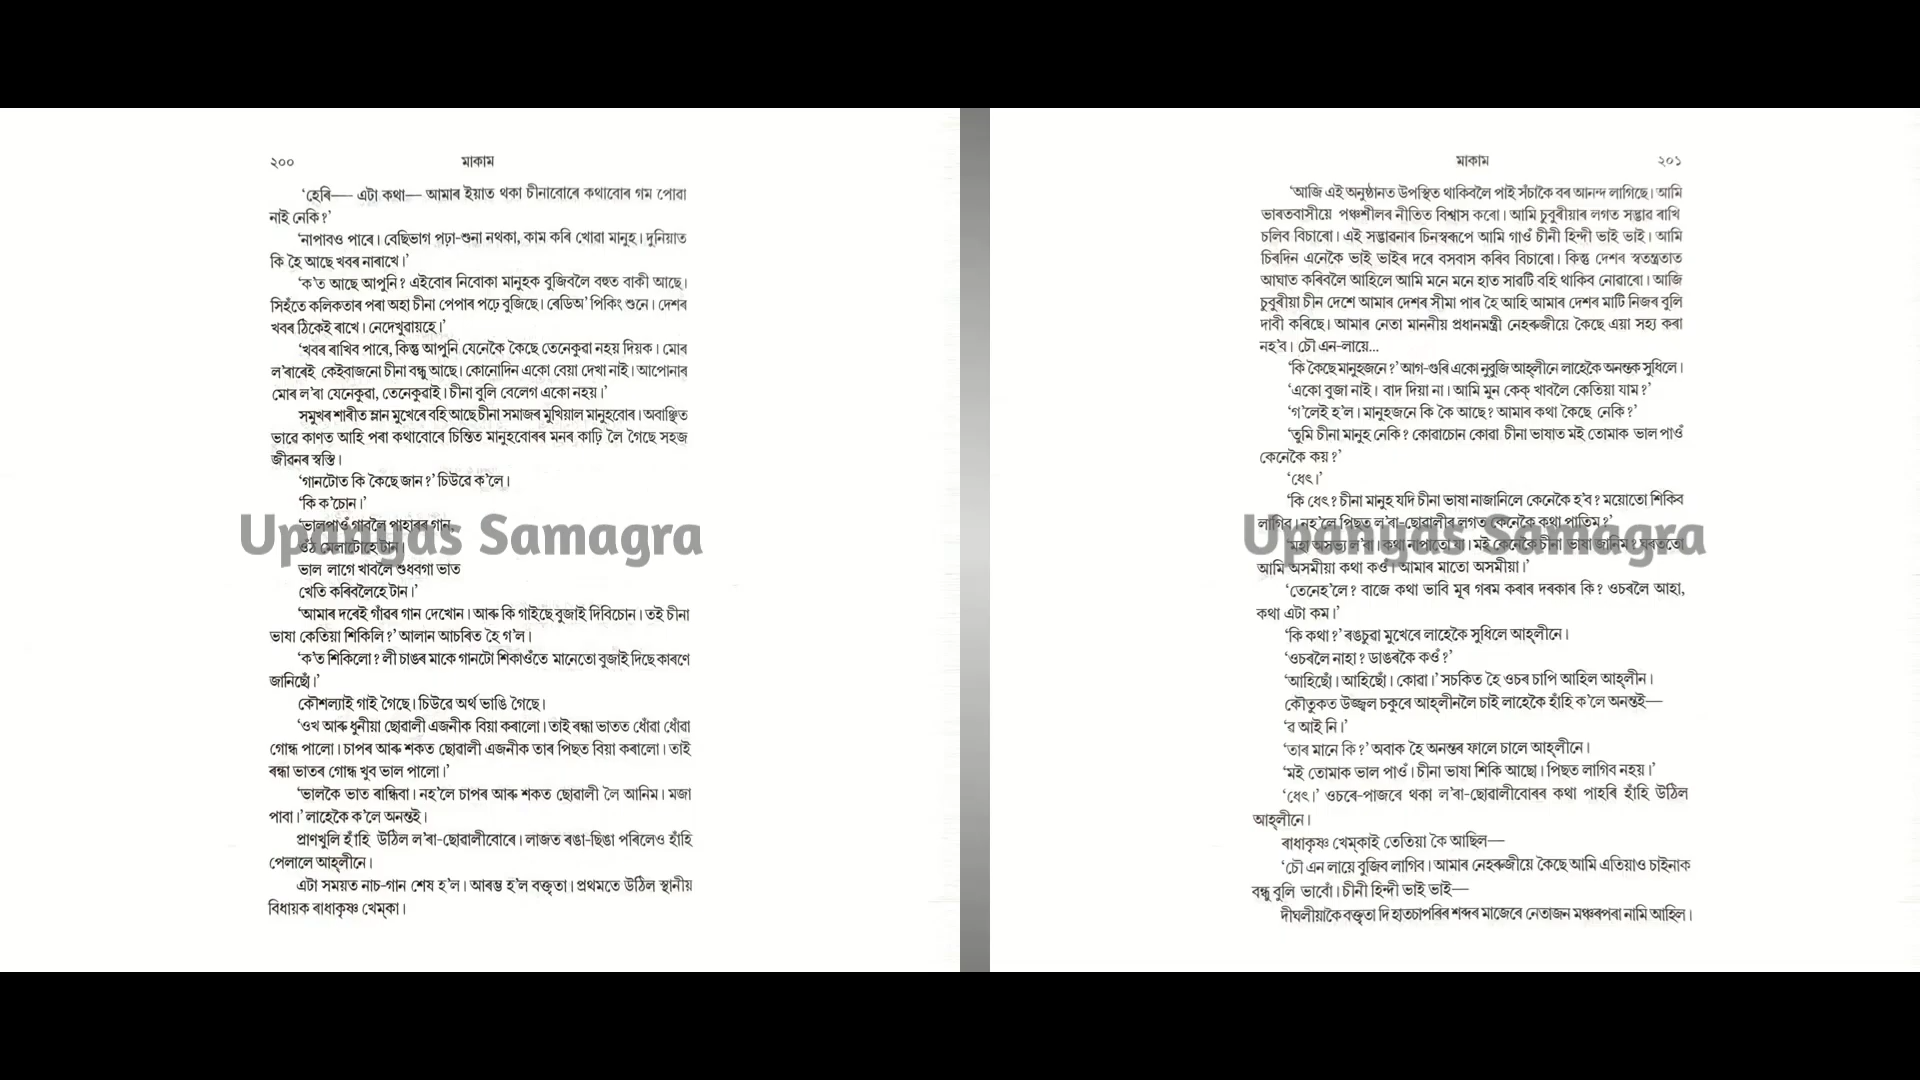 ২০০
মাকাম
‘হেৰি— এটা কথা— আমাৰ ইয়াত থকা চীনাবোৰে কথাবোৰ গম পোৱা
নাই নেকি?’
‘নাপাবও পাৰে। বেছিভাগ পঢ়া-শুনা নথকা, কাম কৰি খোৱা মানুহ। দুনিয়াত
কি হৈ আছে খবৰ নাৰাখে।’
‘ক’ত আছে আপুনি? এইবোৰ নিবোকা মানুহক বুজিবলৈ বহুত বাকী আছে।
সিহঁতে কলিকতাৰ পৰা অহা চীনা পেপাৰ পঢ়ে বুজিছে। ৰেডিঅ’ পিকিং শুনে। দেশৰ
খবৰ ঠিকেই ৰাখে। নেদেখুৱায়হে।’
‘খবৰ ৰাখিব পাৰে, কিন্তু আপুনি যেনেকৈ কৈছে তেনেকুৱা নহয় দিয়ক। মোৰ
ল’ৰাৰেই কেইবাজনো চীনা বন্ধু আছে। কোনোদিন একো বেয়া দেখা নাই। আপোনাৰ
মোৰ ল’ৰা যেনেকুৱা, তেনেকুৱাই। চীনা বুলি বেলেগ একো নহয়।’
সমুখৰ শাৰীত ম্লান মুখেৰে বহি আছে চীনা সমাজৰ মুখিয়াল মানুহবোৰ। অবাঞ্ছিত
ভাৱে কাণত আহি পৰা কথাবোৰে চিন্তিত মানুহবোৰৰ মনৰ কাঢ়ি লৈ গৈছে সহজ
জীৱনৰ স্বস্তি।
‘গানটোত কি কৈছে জান?’ চিউৱে ক’লে।
‘কি ক’চোন।’
‘ভালপাওঁ গাবলৈ পাহাৰৰ গান,
ওঁঠ মেলাটোহে টান।
ভাল লাগে খাবলৈ শুধবগা ভাত
খেতি কৰিবলৈহে টান।’
‘আমাৰ দৰেই গাঁৱৰ গান দেখোন। আৰু কি গাইছে বুজাই দিবিচোন। তই চীনা
ভাষা কেতিয়া শিকিলি?’ আলান আচৰিত হৈ গ’ল।
‘ক’ত শিকিলো? লী চাঙৰ মাকে গানটো শিকাওঁতে মানেতো বুজাই দিছে কাৰণে
জানিছোঁ।’
কৌশল্যাই গাই গৈছে। চিউৱে অৰ্থ ভাঙি গৈছে।
‘ওখ আৰু ধুনীয়া ছোৱালী এজনীক বিয়া কৰালো। তাই ৰন্ধা ভাতত ধোঁৱা ধোঁৱা
গোন্ধ পালো। চাপৰ আৰু শকত ছোৱালী এজনীক তাৰ পিছত বিয়া কৰালো। তাই
ৰন্ধা ভাতৰ গোন্ধ খুব ভাল পালো।’
‘ভালকৈ ভাত ৰান্ধিবা। নহ’লে চাপৰ আৰু শকত ছোৱালী লৈ আনিম। মজা
পাবা।’ লাহেকৈ ক’লে অনন্তই।
প্ৰাণখুলি হাঁহি উঠিল ল’ৰা-ছোৱালীবোৰে। লাজত ৰঙা-ছিঙা পৰিলেও হাঁহি
পেলালে আহ্‌লীনে।
এটা সময়ত নাচ-গান শেষ হ’ল। আৰম্ভ হ’ল বক্তৃতা। প্ৰথমতে উঠিল স্থানীয়
বিধায়ক ৰাধাকৃষ্ণ খেম্‌কা।
Upanyas Samagra
মাকাম
২০১
‘আজি এই অনুষ্ঠানত উপস্থিত থাকিবলৈ পাই সঁচাকৈ বৰ আনন্দ লাগিছে। আমি
ভাৰতবাসীয়ে পঞ্চশীলৰ নীতিত বিশ্বাস কৰো। আমি চুবুৰীয়াৰ লগত সদ্ভাৱ ৰাখি
চলিব বিচাৰো। এই সদ্ভাৱনাৰ চিনস্বৰূপে আমি গাওঁ চীনী হিন্দী ভাই ভাই। আমি
চিৰদিন এনেকৈ ভাই ভাইৰ দৰে বসবাস কৰিব বিচাৰো। কিন্তু দেশৰ স্বতন্ত্ৰতাত
আঘাত কৰিবলৈ আহিলে আমি মনে মনে হাত সাৱটি বহি থাকিব নোৱাৰো। আজি
চুবুৰীয়া চীন দেশে আমাৰ দেশৰ সীমা পাৰ হৈ আহি আমাৰ দেশৰ মাটি নিজৰ বুলি
দাবী কৰিছে। আমাৰ নেতা মাননীয় প্ৰধানমন্ত্ৰী নেহৰুজীয়ে কৈছে এয়া সহ্য কৰা
নহ’ব। চৌ এন-লায়ে...
‘কি কৈছে মানুহজনে?’ আগ-গুৰি একো নুবুজি আহ্‌লীনে লাহেকৈ অনন্তক সুধিলে।
‘একো বুজা নাই। বাদ দিয়া না। আমি মুন কেক্ খাবলৈ কেতিয়া যাম?’
‘গ’লেই হ’ল। মানুহজনে কি কৈ আছে? আমাৰ কথা কৈছে নেকি?’
‘তুমি চীনা মানুহ নেকি? কোৱাচোন কোৱা চীনা ভাষাত মই তোমাক ভাল পাওঁ
কেনেকৈ কয়?’
‘ধেৎ।’
‘কি ধেৎ? চীনা মানুহ যদি চীনা ভাষা নাজানিলে কেনেকৈ হ’ব? ময়োতো শিকিব
লাগিব। নহ’লে পিছত ল’ৰা-ছোৱালীৰ লগত কেনেকৈ কথা পাতিম?’
‘মহা অসভ্য ল’ৰা। কথা নাপাতো যা। মই কেনেকৈ চীনা ভাষা জানিম? ঘৰততো
আমি অসমীয়া কথা কওঁ। আমাৰ মাতো অসমীয়া।’
‘তেনেহ’লে? বাজে কথা ভাবি মূৰ গৰম কৰাৰ দৰকাৰ কি? ওচৰলৈ আহা,
কথা এটা কম।’
‘কি কথা?’ ৰঙচুৱা মুখেৰে লাহেকৈ সুধিলে আহ্‌লীনে।
‘ওচৰলৈ নাহা? ডাঙৰকৈ কওঁ?’
‘আহিছোঁ। আহিছোঁ। কোৱা।’ সচকিত হৈ ওচৰ চাপি আহিল আহ্‌লীন।
কৌতুকত উজ্জ্বল চকুৰে আহ্‌লীনলৈ চাই লাহেকৈ হাঁহি ক’লে অনন্তই—
‘ৱ আই নি।’
‘তাৰ মানে কি?’ অবাক হৈ অনন্তৰ ফালে চালে আহ্‌লীনে।
‘মই তোমাক ভাল পাওঁ। চীনা ভাষা শিকি আছো। পিছত লাগিব নহয়।’
‘ধেৎ।’ ওচৰে-পাজৰে থকা ল’ৰা-ছোৱালীবোৰৰ কথা পাহৰি হাঁহি উঠিল
আহ্‌লীনে।
ৰাধাকৃষ্ণ খেম্‌কাই তেতিয়া কৈ আছিল—
‘চৌ এন লায়ে বুজিব লাগিব। আমাৰ নেহৰুজীয়ে কৈছে আমি এতিয়াও চাইনাক
বন্ধু বুলি ভাবোঁ। চীনী হিন্দী ভাই ভাই—
দীঘলীয়াকৈ বক্তৃতা দি হাতচাপৰিৰ শব্দৰ মাজেৰে নেতাজন মঞ্চৰপৰা নামি আহিল।
Upanyas Samagra